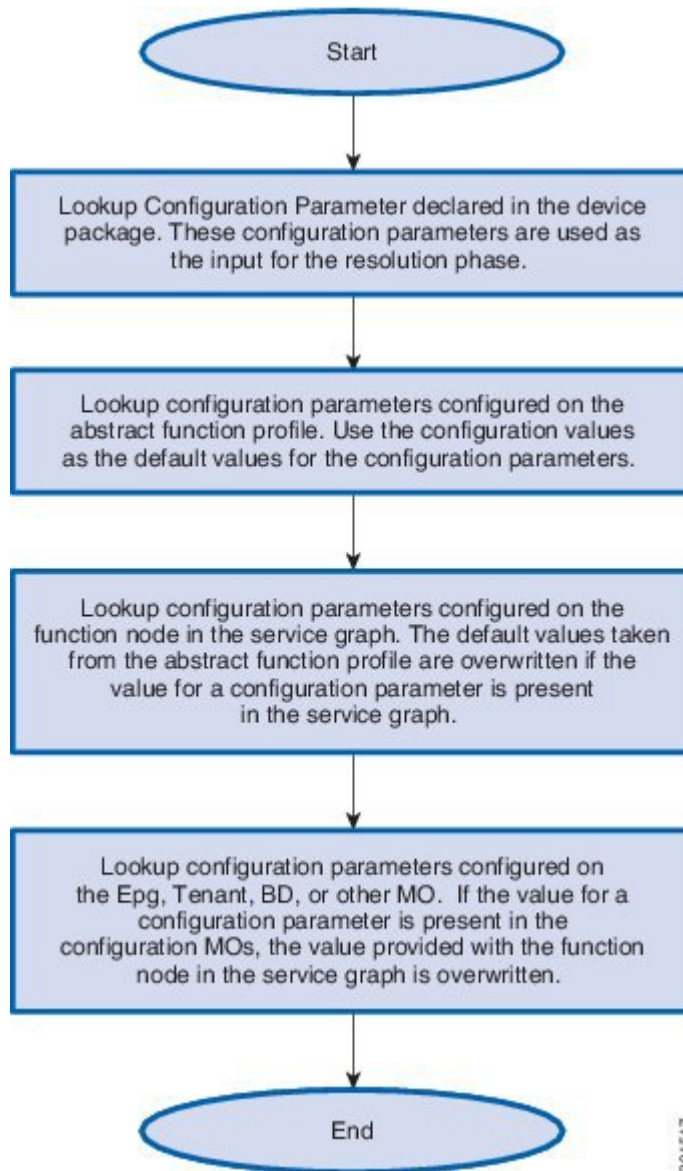 Start
Lookup Configuration Parameter declared in the device
package. These configuration parameters are used as
the input for the resolution phase.
Lookup configuration parameters configured on the
abstract function profile. Use the configuration values
as the default values for the configuration parameters.
Lookup configuration parameters configured on the
function node in the service graph. The default values taken
from the abstract function profile are overwritten if the
value for a configuration parameter is present
in the service graph.
Lookup configuration parameters configured on
the Epg, Tenant, BD, or other MO. If the value for a
configuration parameter is present in the
configuration MOs, the value provided with the function
node in the service graph is overwritten.
End